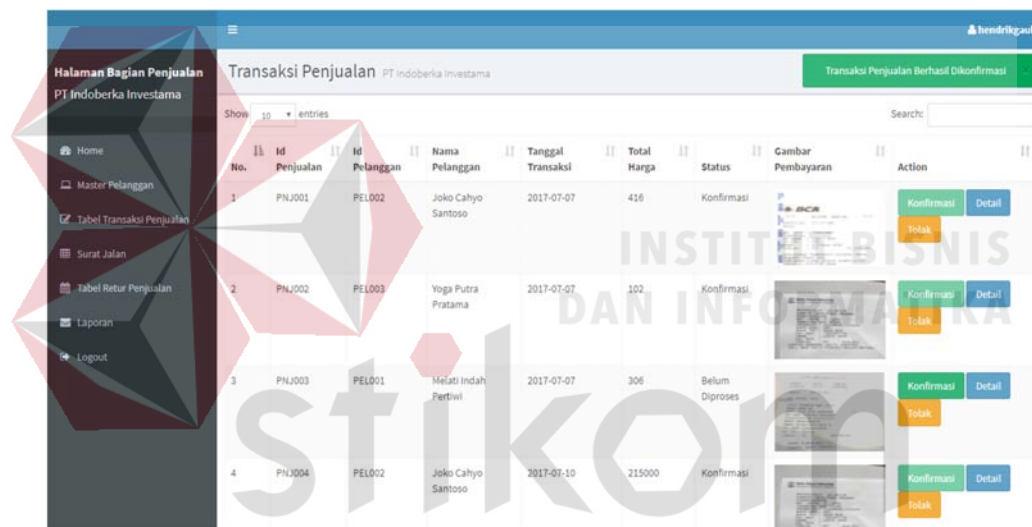 hendrikgaul
Halaman Bagian Penjualan
PT Indoberka Investama
Transaksi Penjualan PT Indoberka Investama
Transaksi Penjualan Berhasil Dikonfirmasi
Show 10 entries
Search:
Home
Master Pelanggan
Tabel Transaksi Penjualan
Surat Jalan
Tabel Retur Penjualan
Laporan
Logout
No. Id Penjualan Id Pelanggan Nama Pelanggan Tanggal Transaksi Total Harga Status Gambar Pembayaran Action
1 PNJ001 PEL002 Joko Cahyo Santoso 2017-07-07 416 Konfirmasi Konfirmasi Detail
Tolak
BCA
2 PNJ002 PEL003 Yoga Putra Pratama 2017-07-07 102 Konfirmasi Konfirmasi Detail
Tolak
3 PNJ003 PEL001 Melati Indah Pertiwi 2017-07-07 306 Belum Diproses Konfirmasi Detail
Tolak
4 PNJ004 PEL002 Joko Cahyo Santoso 2017-07-10 215000 Konfirmasi Konfirmasi Detail
Tolak
INSTITUT BISNIS
DAN INFORMATIKA
stikom